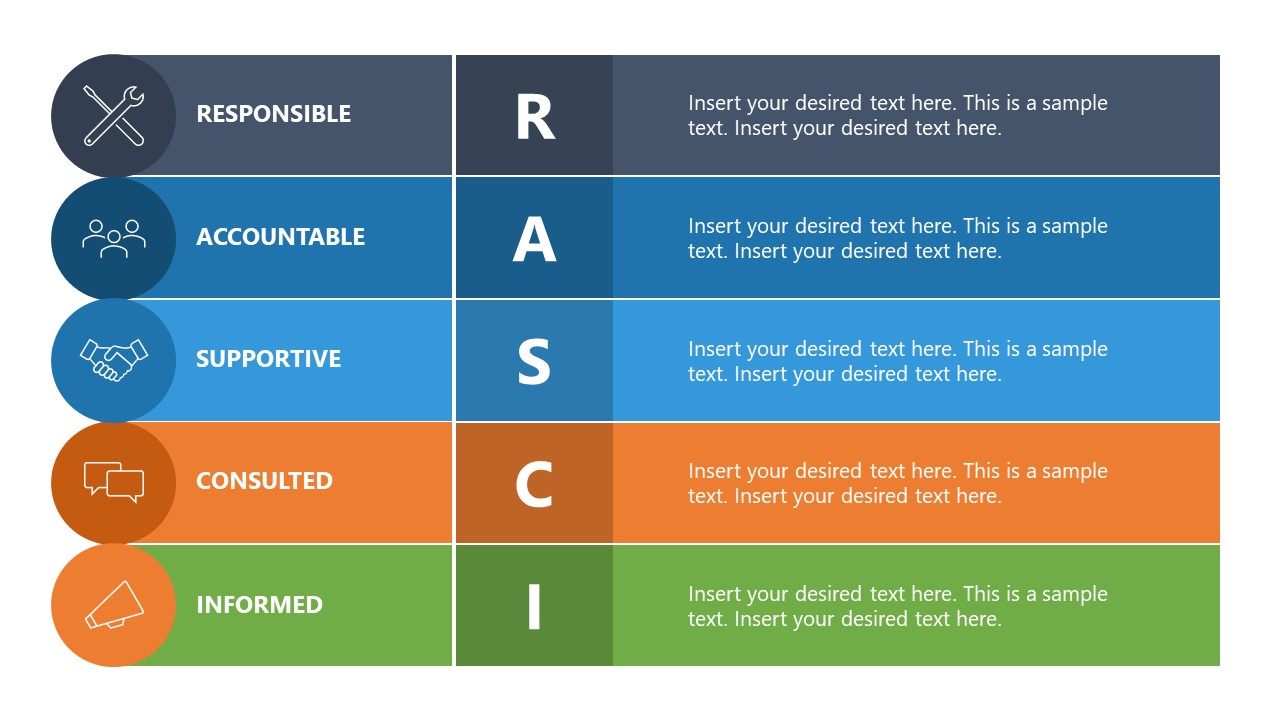 RESPONSIBLE
R
Insert your desired text here. This is a sample
text. Insert your desired text here.
ACCOUNTABLE
A
Insert your desired text here. This is a sample
text. Insert your desired text here.
SUPPORTIVE
S
Insert your desired text here. This is a sample
text. Insert your desired text here.
CONSULTED
C
Insert your desired text here. This is a sample
text. Insert your desired text here.
INFORMED
I
Insert your desired text here. This is a sample
text. Insert your desired text here.